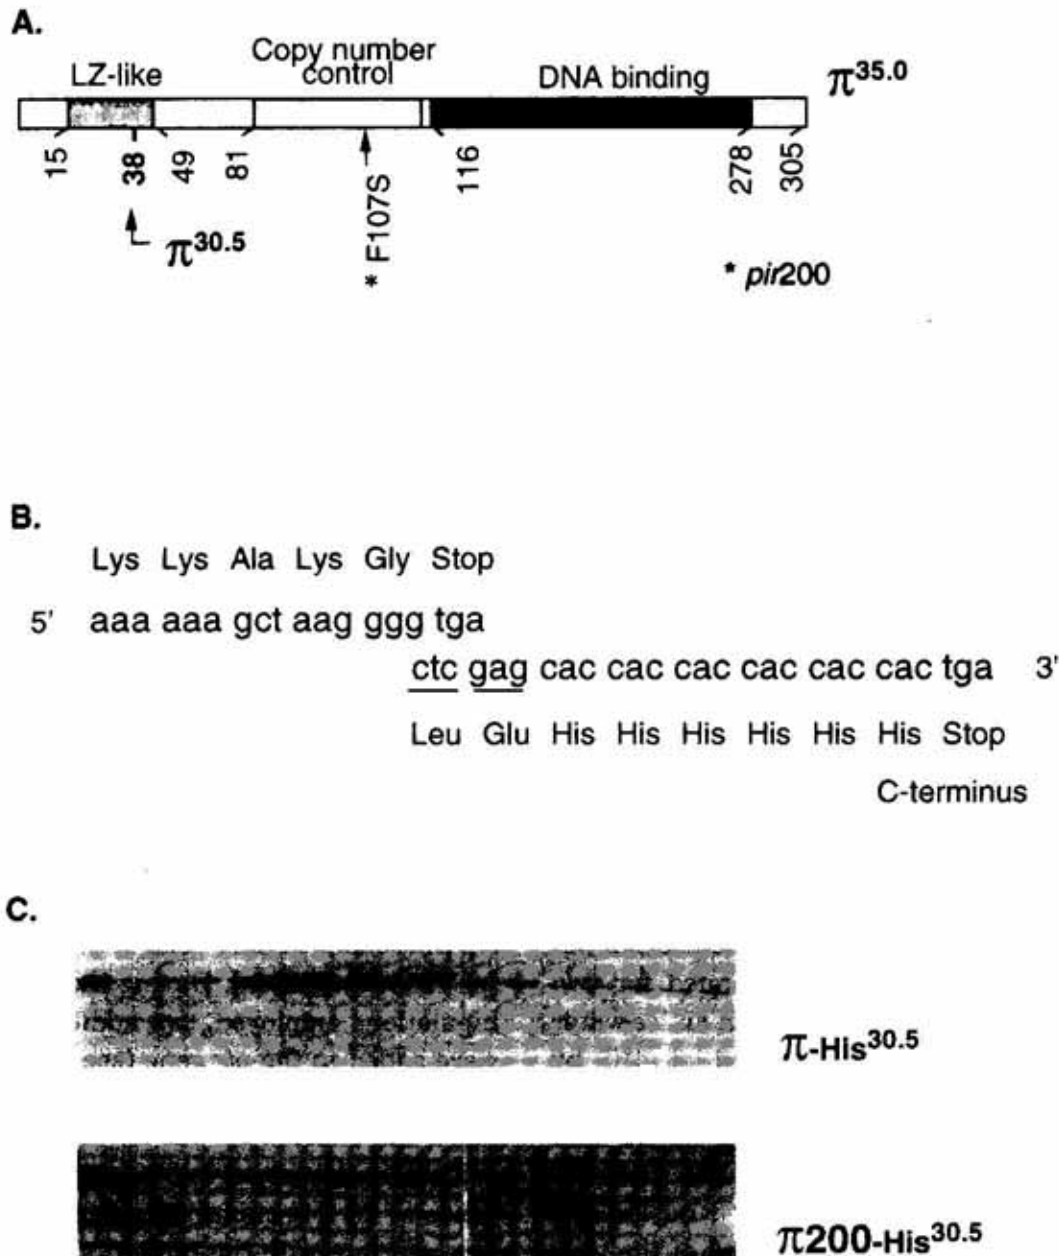 A.
LZ-like
Copy number
control
DNA binding
π35.0
15
38
49
81
* F107S
116
278
305
π30.5
* pir200
B.
Lys Lys Ala Lys Gly Stop
5' aaa aaa gct aag ggg tga
ctc gag cac cac cac cac cac cac tga 3'
Leu Glu His His His His His His Stop
C-terminus
C.
π-His30.5
π200-His30.5